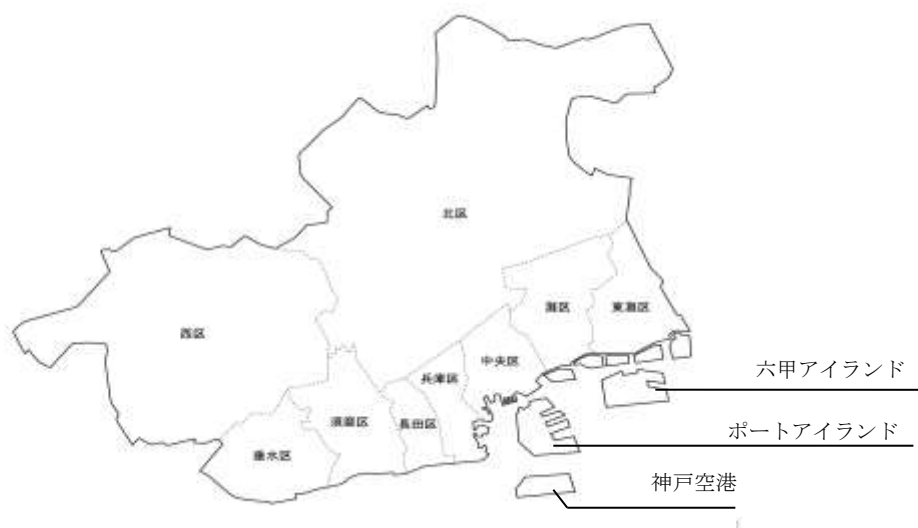 北区
灘区
東灘区
西区
中央区
兵庫区
六甲アイランド
須磨区
長田区
ポートアイランド
垂水区
神戸空港